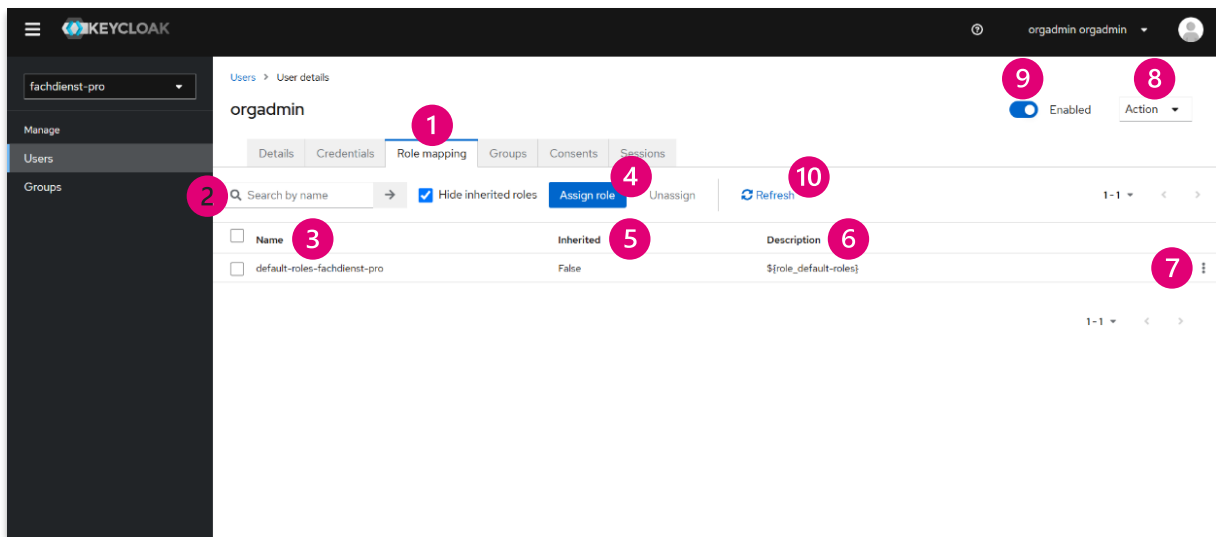 KEYCLOAK
orgadmin orgadmin
fachdienst-pro
Manage
Users
Groups
Users > User details
orgadmin
9
Enabled
8
Action
1
Details Credentials Role mapping Groups Consents Sessions
2 Search by name Hide inherited roles 4 Assign role Unassign 10 Refresh 1-1
Name 3 Inherited 5 Description 6
default-roles-fachdienst-pro False ${role_default-roles} 7
1-1